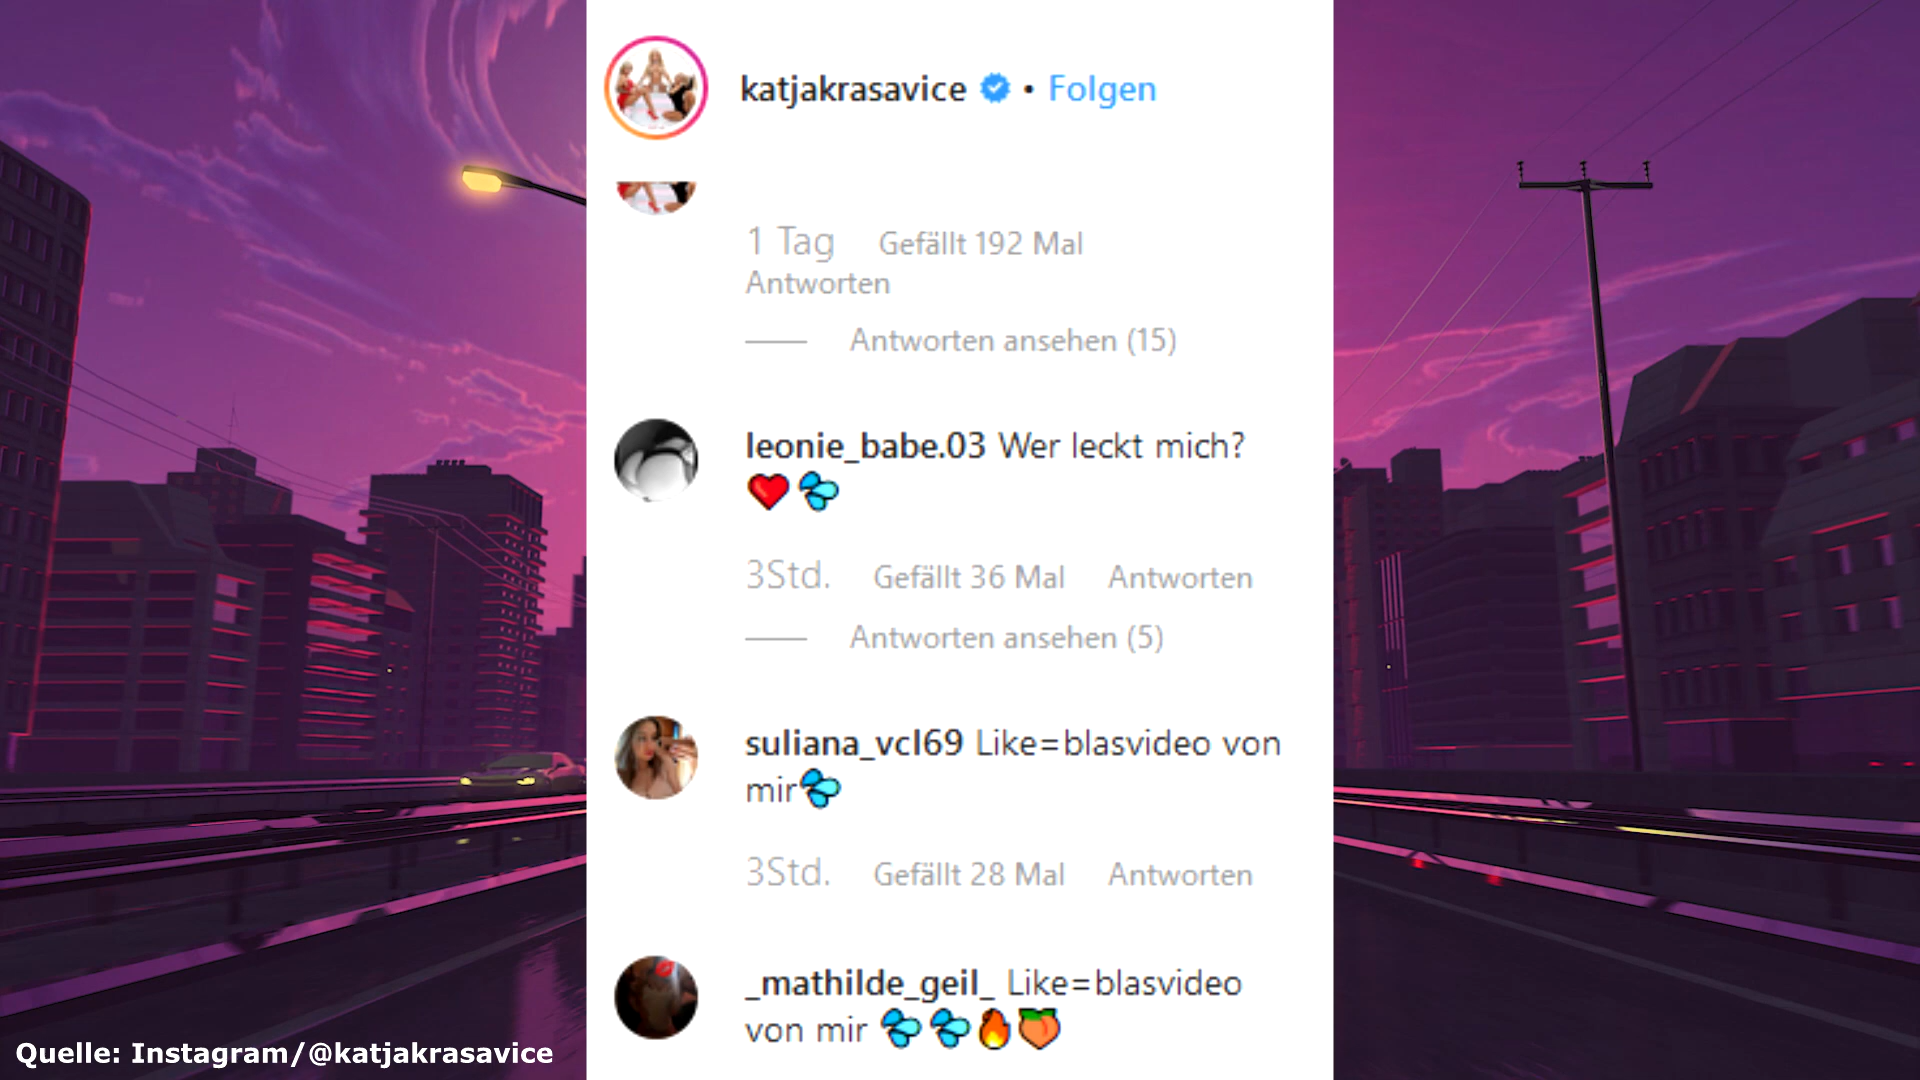 katjakrasavice • Folgen
1 Tag Gefällt 192 Mal
Antworten
Antworten ansehen (15)
leonie_babe.03 Wer leckt mich?
❤️💦
3Std. Gefällt 36 Mal Antworten
Antworten ansehen (5)
suliana_vcl69 Like=blasvideo von
mir💦
3Std. Gefällt 28 Mal Antworten
_mathilde_geil_ Like=blasvideo
von mir 💦💦🔥🍑
Quelle: Instagram/@katjakrasavice